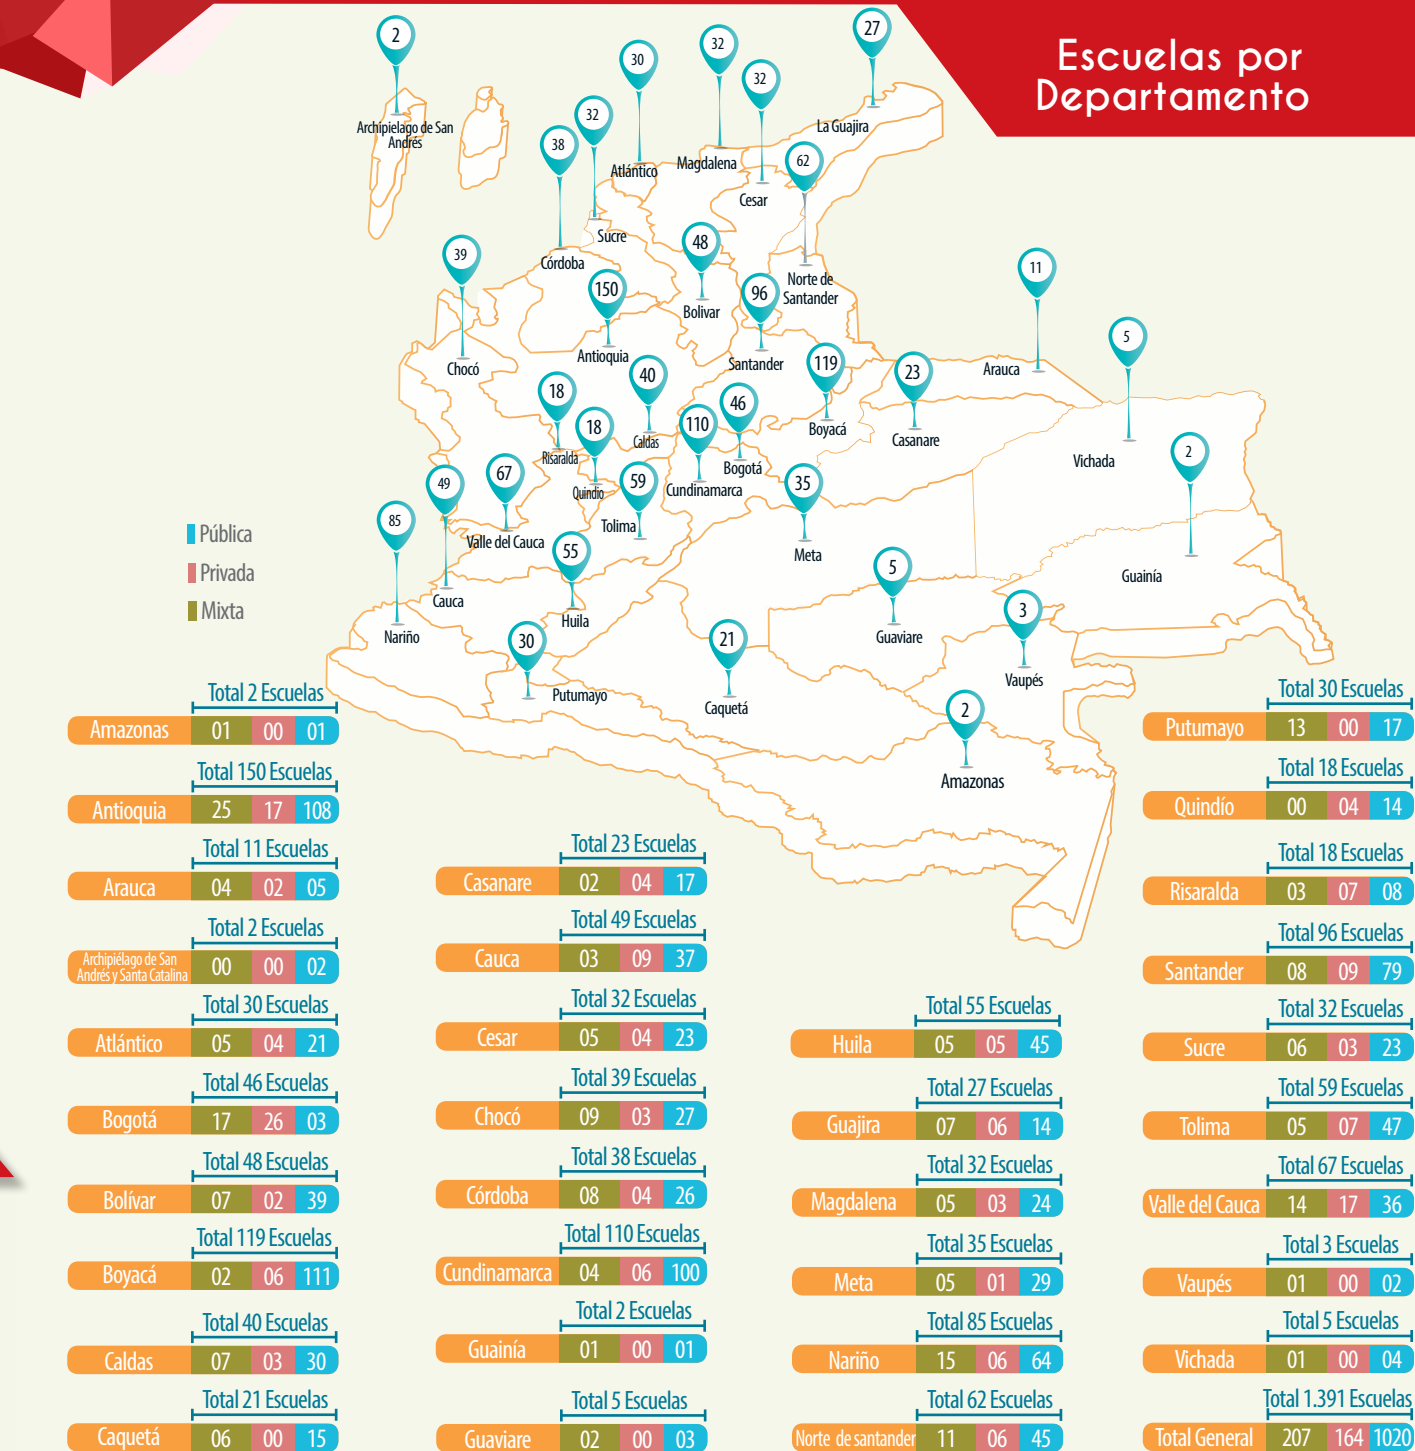 Escuelas por
Departamento
2
Archipielago de San
Andrés
27
La Guajira
32
Magdalena
30
Atlántico
32
Cesar
32
Sucre
38
Córdoba
62
Norte de
Santander
48
Bolivar
39
Chocó
150
Antioquia
96
Santander
11
Arauca
5
Vichada
119
Boyacá
23
Casanare
40
Caldas
18
Risaralda
18
Quindio
46
Bogotá
110
Cundinamarca
2
Guainía
67
Valle del Cauca
49
Cauca
59
Tolima
35
Meta
85
Nariño
55
Huila
5
Guaviare
3
Vaupés
30
Putumayo
21
Caquetá
2
Amazonas
Pública
Privada
Mixta
Total 2 Escuelas
Amazonas 01 00 01
Total 150 Escuelas
Antioquia 25 17 108
Total 11 Escuelas
Arauca 04 02 05
Total 2 Escuelas
Archipiélago de San
Andrés y Santa Catalina 00 00 02
Total 30 Escuelas
Atlántico 05 04 21
Total 46 Escuelas
Bogotá 17 26 03
Total 48 Escuelas
Bolívar 07 02 39
Total 119 Escuelas
Boyacá 02 06 111
Total 40 Escuelas
Caldas 07 03 30
Total 21 Escuelas
Caquetá 06 00 15
Total 23 Escuelas
Casanare 02 04 17
Total 49 Escuelas
Cauca 03 09 37
Total 32 Escuelas
Cesar 05 04 23
Total 39 Escuelas
Chocó 09 03 27
Total 38 Escuelas
Córdoba 08 04 26
Total 110 Escuelas
Cundinamarca 04 06 100
Total 2 Escuelas
Guainía 01 00 01
Total 5 Escuelas
Guaviare 02 00 03
Total 55 Escuelas
Huila 05 05 45
Total 27 Escuelas
Guajira 07 06 14
Total 32 Escuelas
Magdalena 05 03 24
Total 35 Escuelas
Meta 05 01 29
Total 85 Escuelas
Nariño 15 06 64
Total 62 Escuelas
Norte de santander 11 06 45
Total 30 Escuelas
Putumayo 13 00 17
Total 18 Escuelas
Quindío 00 04 14
Total 18 Escuelas
Risaralda 03 07 08
Total 96 Escuelas
Santander 08 09 79
Total 32 Escuelas
Sucre 06 03 23
Total 59 Escuelas
Tolima 05 07 47
Total 67 Escuelas
Valle del Cauca 14 17 36
Total 3 Escuelas
Vaupés 01 00 02
Total 5 Escuelas
Vichada 01 00 04
Total 1.391 Escuelas
Total General 207 164 1020